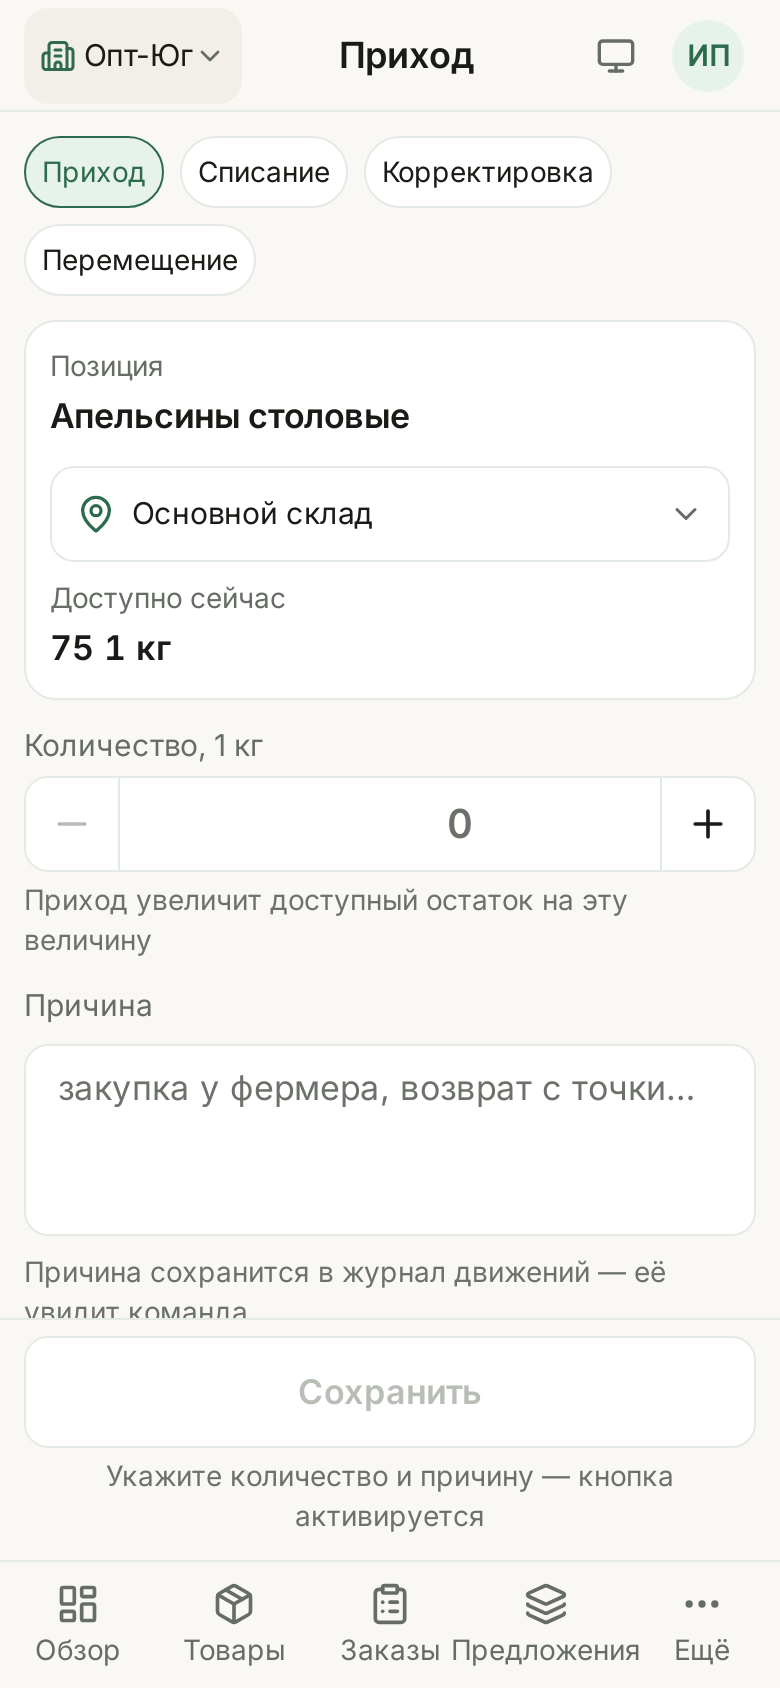 Опт-Юг
Приход
ИП
Приход
Списание
Корректировка
Перемещение
Позиция
Апельсины столовые
Основной склад
Доступно сейчас
75 1 кг
Количество, 1 кг
0
Приход увеличит доступный остаток на эту
величину
Причина
закупка у фермера, возврат с точки...
Причина сохранится в журнал движений — её
увидит команда
Сохранить
Укажите количество и причину — кнопка
активируется
Обзор
Товары
Заказы
Предложения
Ещё